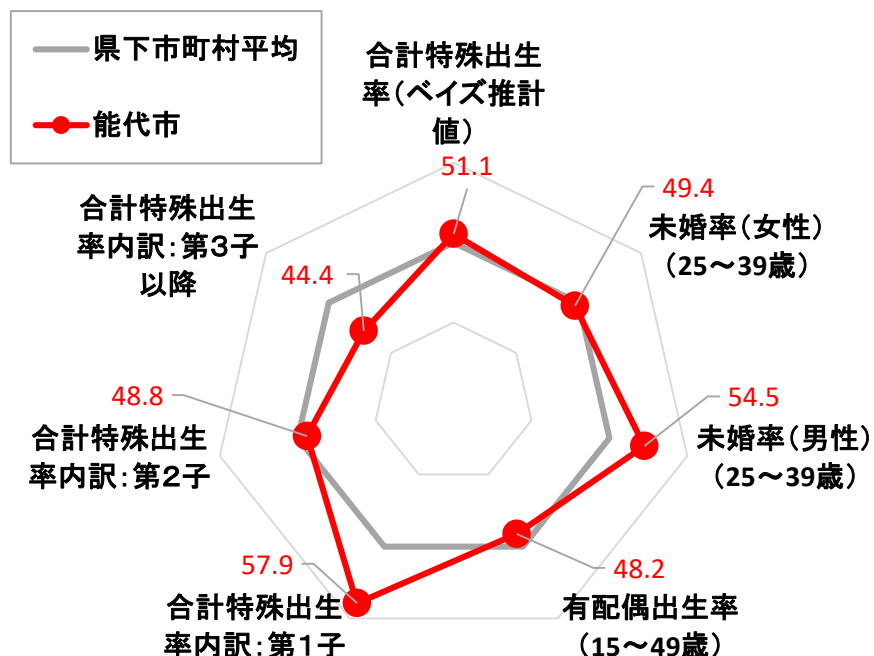 県下市町村平均
能代市
合計特殊出生
率(ベイズ推計
値)
51.1
49.4
未婚率(女性)
(25～39歳)
54.5
未婚率(男性)
(25～39歳)
48.2
有配偶出生率
(15～49歳)
57.9
合計特殊出生
率内訳:第1子
48.8
合計特殊出生
率内訳:第2子
合計特殊出生
率内訳:第3子
以降
44.4